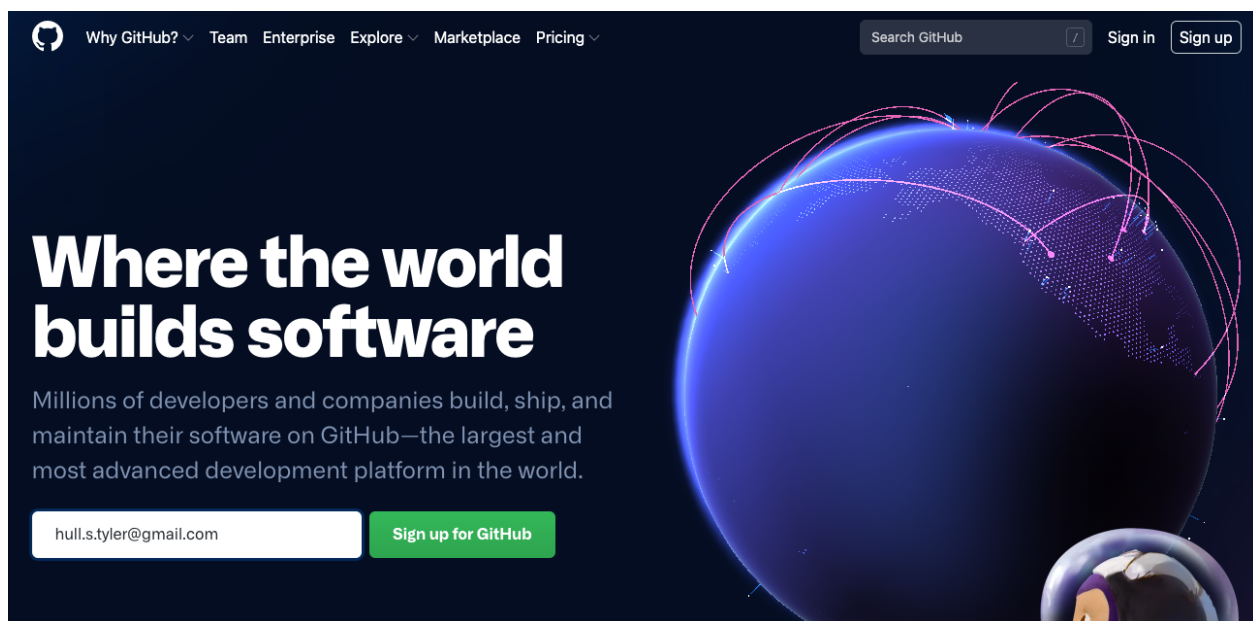 Why GitHub? Team Enterprise Explore Marketplace Pricing Search GitHub / Sign in Sign up
Where the world
builds software
Millions of developers and companies build, ship, and
maintain their software on GitHub—the largest and
most advanced development platform in the world.
hull.s.tyler@gmail.com Sign up for GitHub